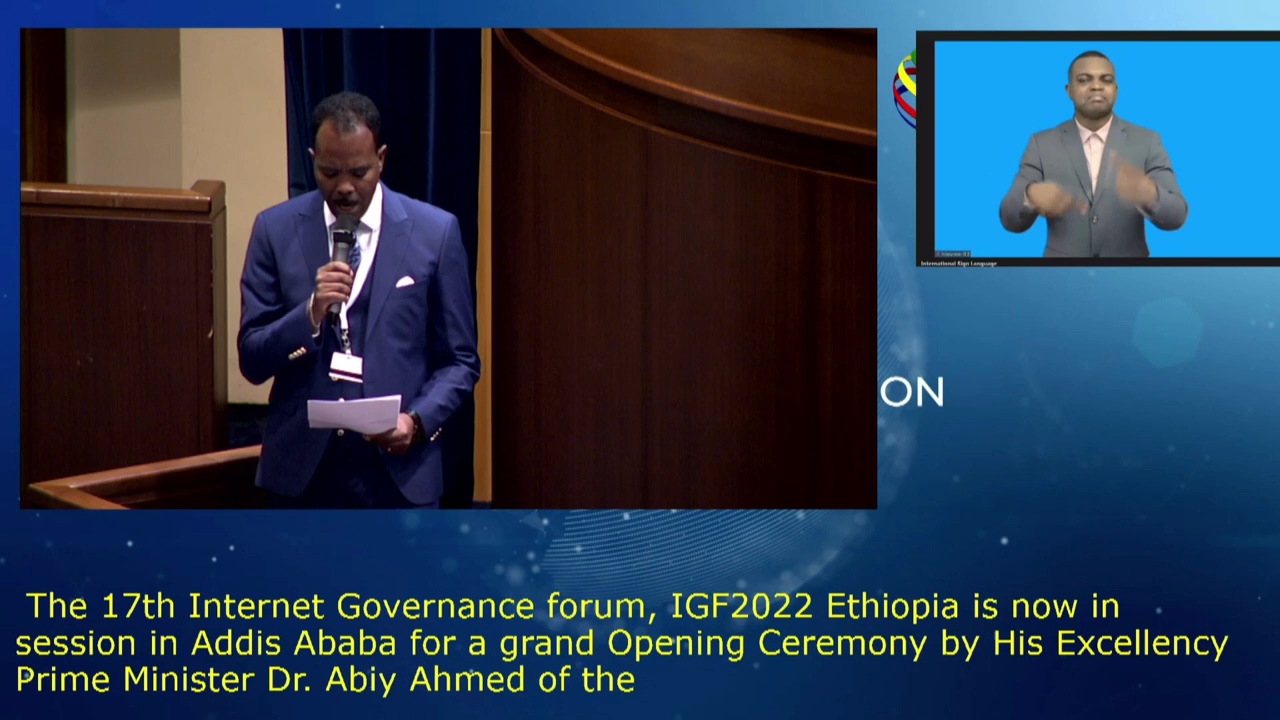 International Sign Language
ON
The 17th Internet Governance forum, IGF2022 Ethiopia is now in
session in Addis Ababa for a grand Opening Ceremony by His Excellency
Prime Minister Dr. Abiy Ahmed of the